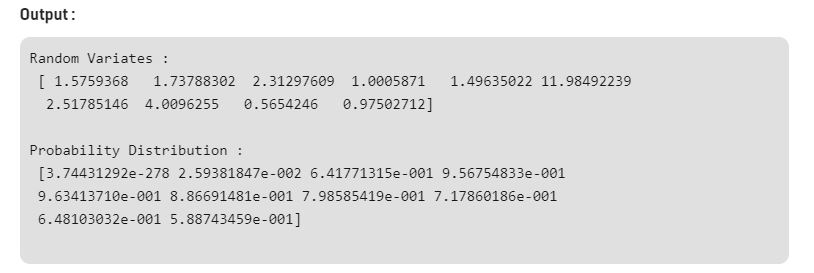 Output :
Random Variates :
[ 1.5759368   1.73788302  2.31297609  1.0005871   1.49635022 11.98492239
2.51785146  4.0096255   0.5654246   0.97502712]
Probability Distribution :
[3.74431292e-278 2.59381847e-002 6.41771315e-001 9.56754833e-001
9.63413710e-001 8.86691481e-001 7.98585419e-001 7.17860186e-001
6.48103032e-001 5.88743459e-001]